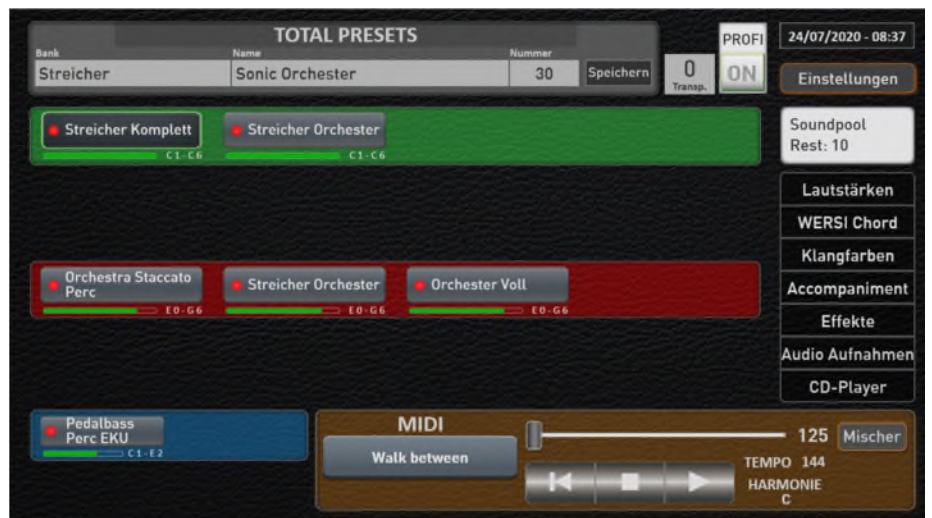 TOTAL PRESETS
Bank Name Nummer
Streicher Sonic Orchester 30 Speichern
0
Transp.
PROFI
ON
24/07/2020 - 08:37
Einstellungen
Streicher Komplett
C1-C6
Streicher Orchester
C1-C6
Soundpool
Rest: 10
Lautstärken
WERSI Chord
Klangfarben
Accompaniment
Effekte
Audio Aufnahmen
CD-Player
Orchestra Staccato
Perc
E0-G6
Streicher Orchester
E0-G6
Orchester Voll
E0-G6
Pedalbass
Perc EKU
C1-E2
MIDI
Walk between
125 Mischer
TEMPO 144
HARMONIE
C